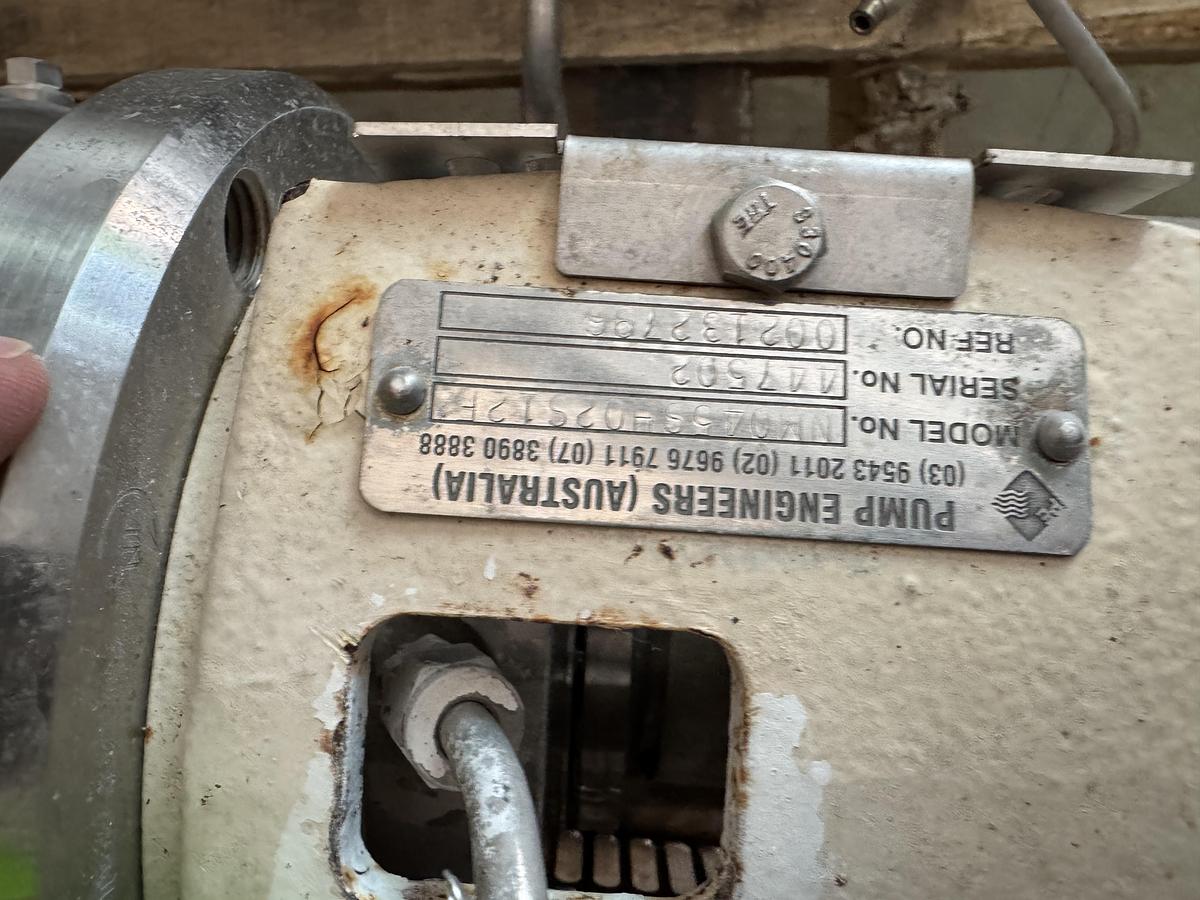 PUMP ENGINEERS (AUSTRALIA)
(03) 9543 2011 (02) 9676 7911 (07) 3890 3888
MODEL No.
SERIAL No. 447502
REF NO. 002132796
THE